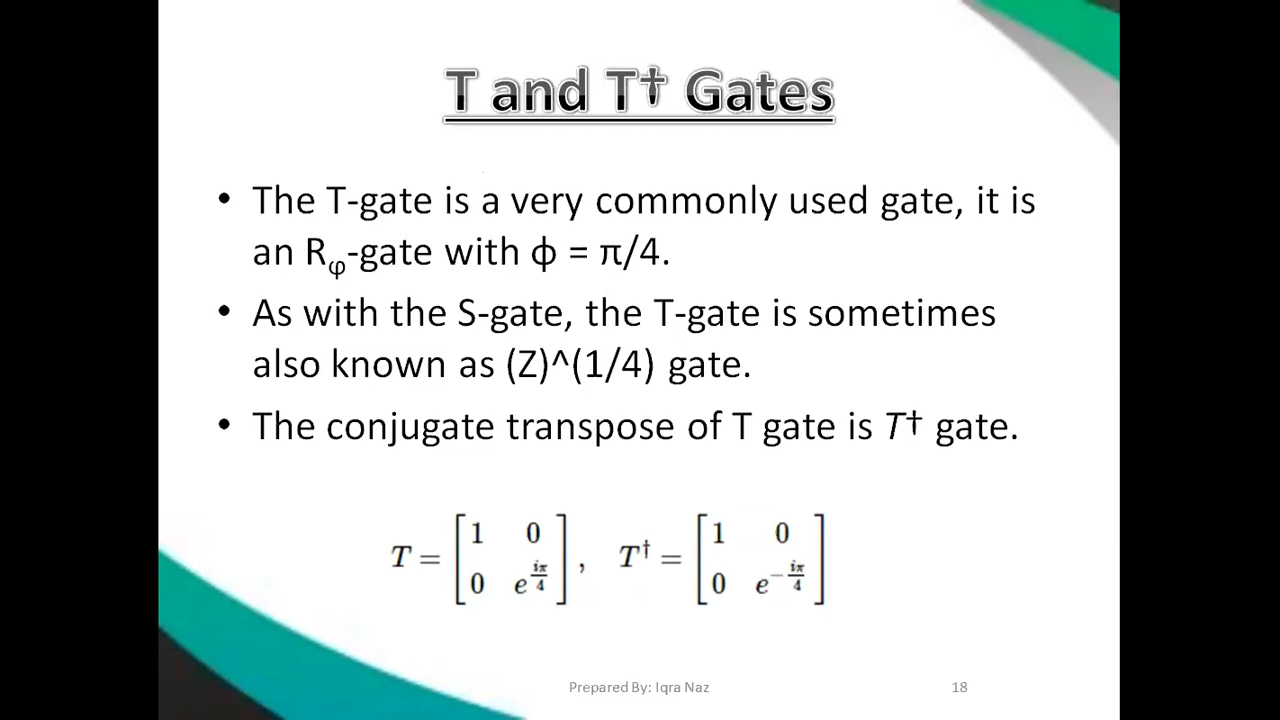 T and T† Gates
• The T-gate is a very commonly used gate, it is
an Rφ-gate with ϕ = π/4.
• As with the S-gate, the T-gate is sometimes
also known as (Z)^(1/4) gate.
• The conjugate transpose of T gate is T† gate.
T = [1 0; 0 e^{iπ/4}], T† = [1 0; 0 e^{-iπ/4}]
Prepared By: Iqra Naz 18